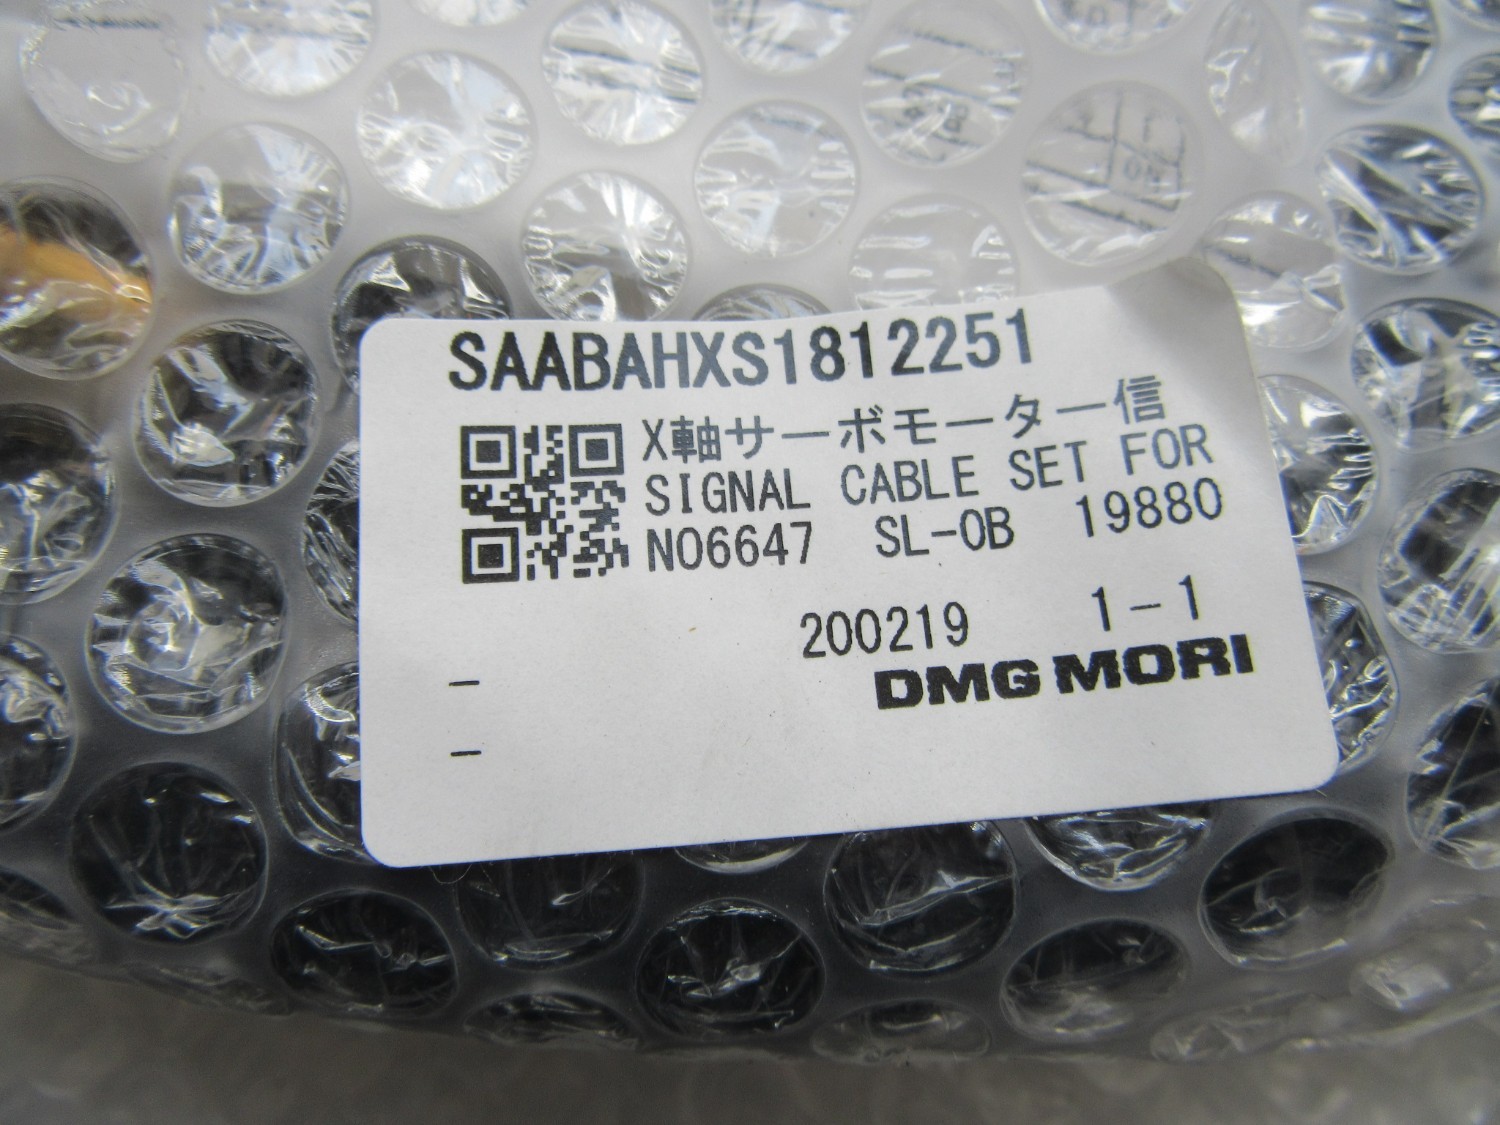 SAABAHXS1812251
X軸サーボモーター信
SIGNAL CABLE SET FOR
N06647 SL-0B 19880
200219 1-1
DMG MORI
-
-